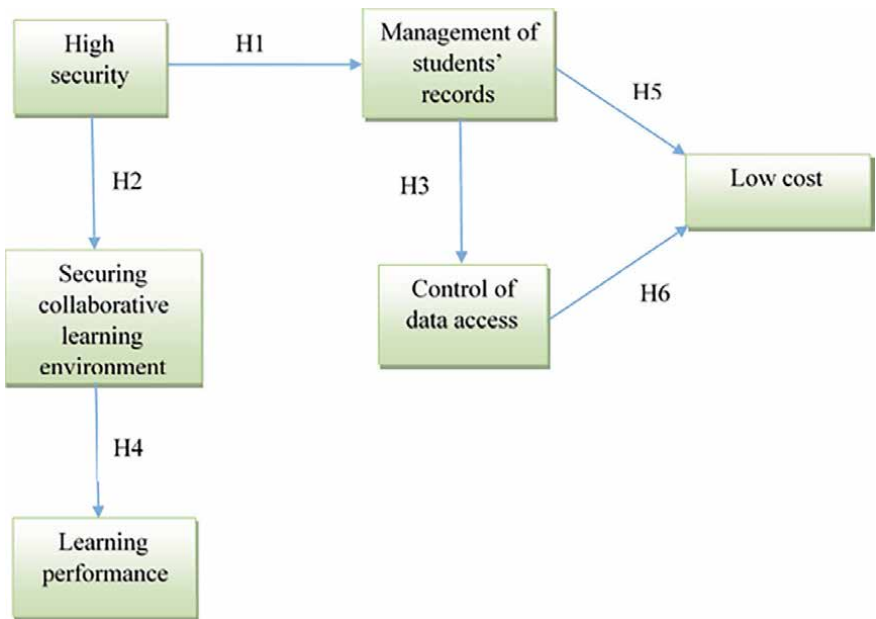 High
security
H1
Management of
students’
records
H5
Low cost
H2
H3
Securing
collaborative
learning
environment
Control of
data access
H6
H4
Learning
performance